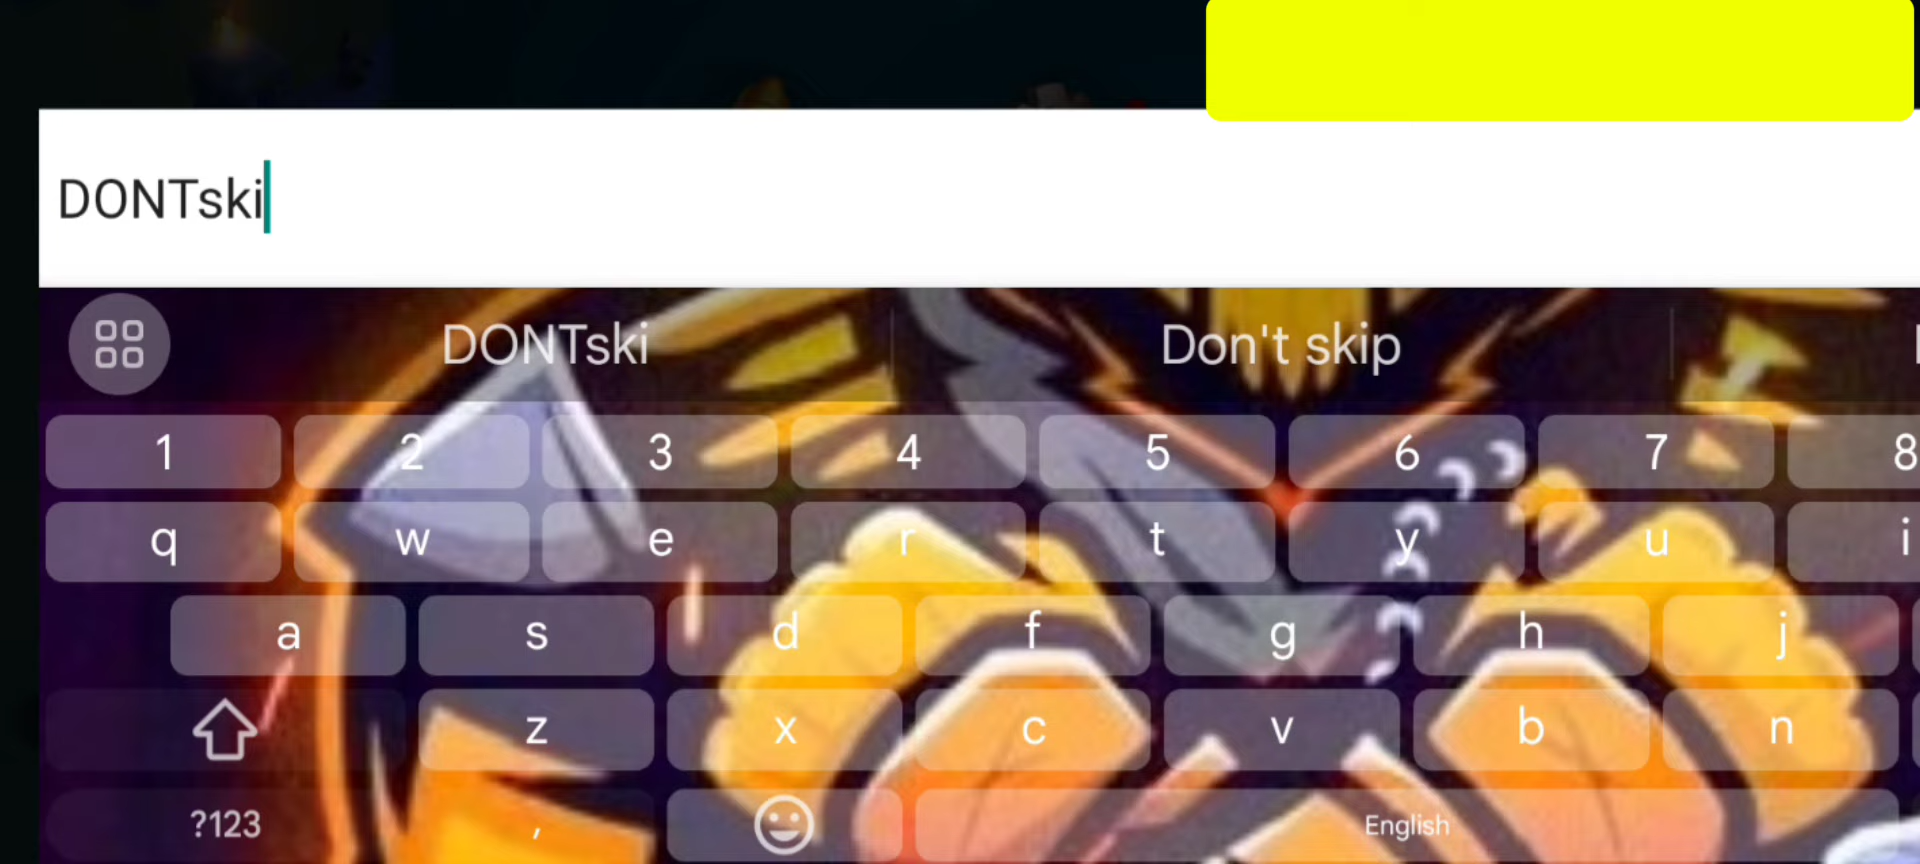 DONTski
DONTski Don't skip
1 2 3 4 5 6 7 8
q w e r t y u i
a s d f g h j
z x c v b n
?123 , English